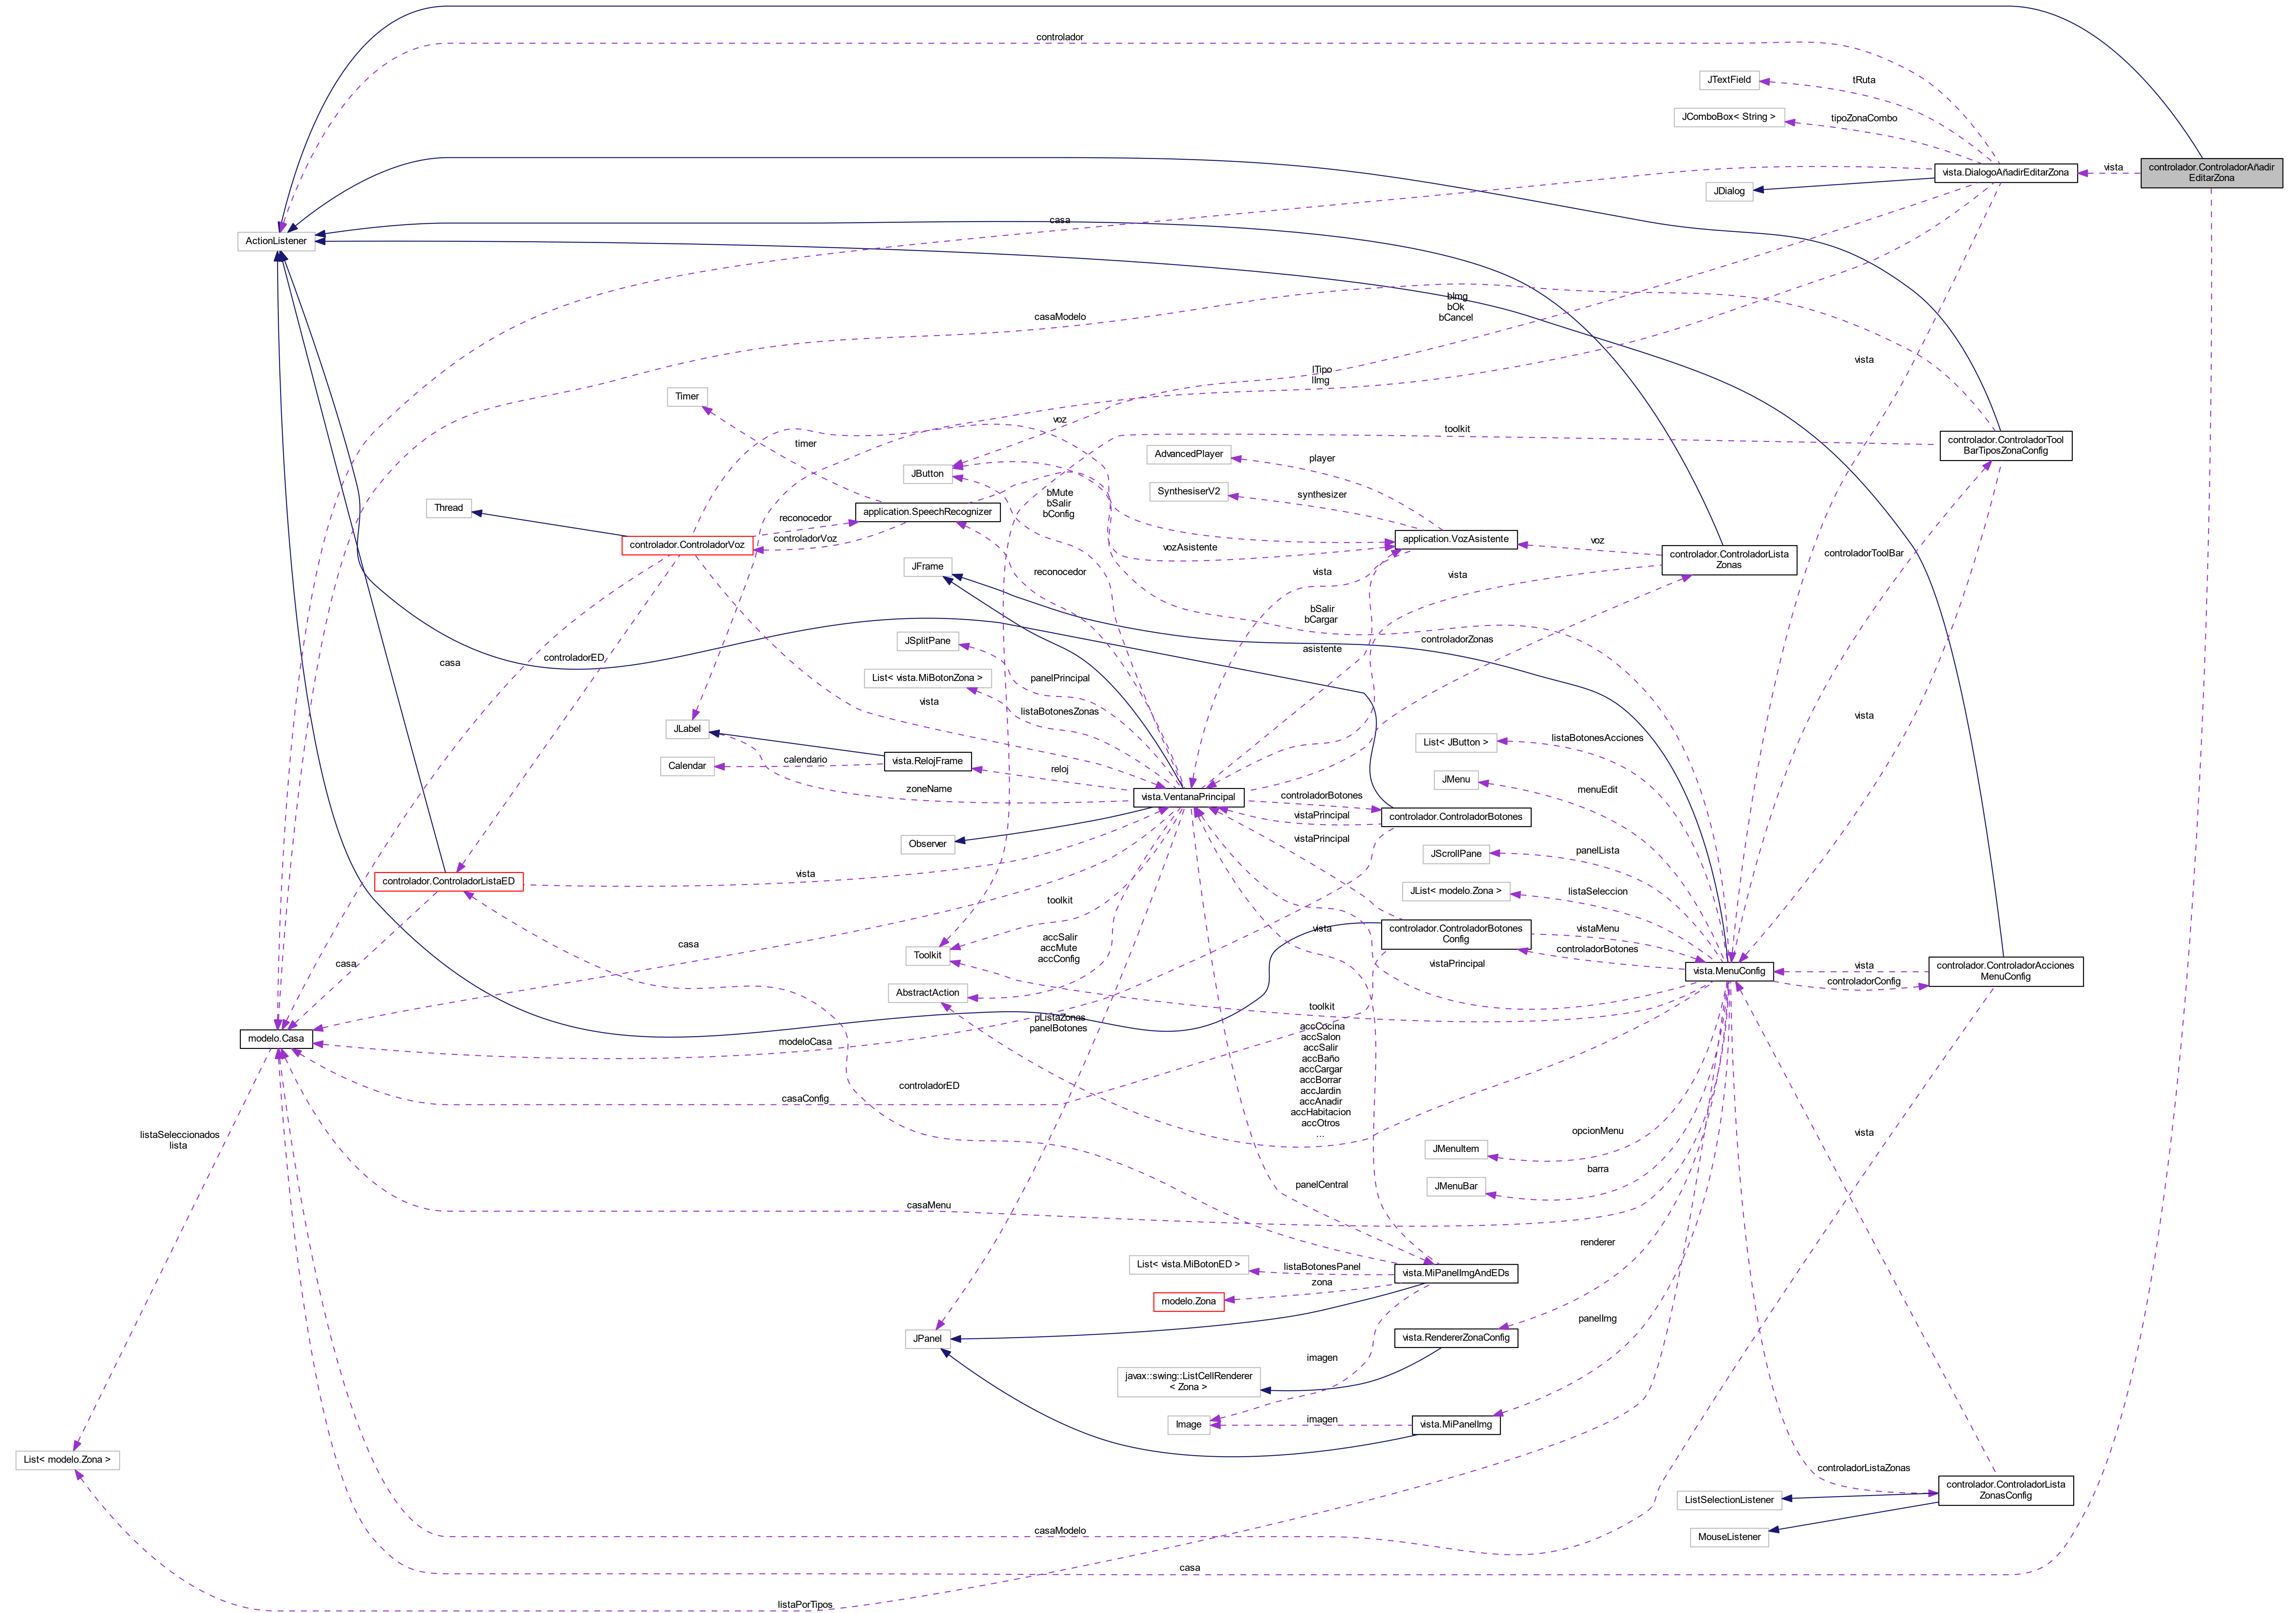 controlador
JTextField
tRuta
JComboBox< String >
tipoZonaCombo
vista.DialogoAñadirEditarZona
vista
controlador.ControladorAñadir
EditarZona
JDialog
casa
ActionListener
bImg
bOk
bCancel
casaModelo
vista
lTipo
lImg
Timer
voz
toolkit
timer
controlador.ControladorTool
BarTiposZonaConfig
AdvancedPlayer
player
JButton
SynthesiserV2
synthesizer
bMute
bSalir
bConfig
Thread
reconocedor
application.SpeechRecognizer
controlador.ControladorVoz
controladorVoz
vozAsistente
application.VozAsistente
voz
controlador.ControladorLista
Zonas
controladorToolBar
JFrame
reconocedor
vista
vista
bSalir
bCargar
JSplitPane
controladorZonas
asistente
casa
controladorED
List< vista.MiBotonZona >
panelPrincipal
vista
listaBotonesZonas
vista
JLabel
List< JButton >
listaBotonesAcciones
Calendar
calendario
vista.RelojFrame
reloj
zoneName
JMenu
menuEdit
vista.VentanaPrincipal
controladorBotones
vistaPrincipal
controlador.ControladorBotones
Observer
vistaPrincipal
JScrollPane
panelLista
controlador.ControladorListaED
vista
JList< modelo.Zona >
listaSeleccion
toolkit
vista
controlador.ControladorBotones
Config
vistaMenu
controladorBotones
casa
accSalir
accMute
accConfig
Toolkit
casa
vistaPrincipal
vista.MenuConfig
vista
controladorConfig
controlador.ControladorAcciones
MenuConfig
AbstractAction
toolkit
pListaZonas
panelBotones
modelo.Casa
modeloCasa
accCocina
accSalon
accSalir
accBaño
accCargar
accBorrar
accJardin
accAnadir
accHabitacion
accOtros
...
controladorED
casaConfig
listaSeleccionados
lista
opcionMenu
vista
JMenuItem
barra
JMenuBar
panelCentral
casaMenu
renderer
List< vista.MiBotonED >
listaBotonesPanel
vista.MiPanelImgAndEDs
zona
modelo.Zona
panelImg
JPanel
vista.RendererZonaConfig
imagen
javax::swing::ListCellRenderer
< Zona >
Image
imagen
vista.MiPanelImg
List< modelo.Zona >
controladorListaZonas
controlador.ControladorLista
ZonasConfig
ListSelectionListener
casaModelo
MouseListener
casa
listaPorTipos